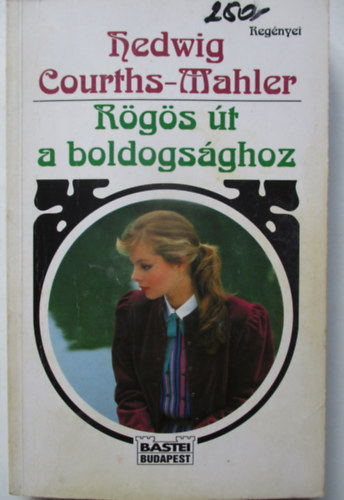 250
Regényei
Hedwig
Courths-Mahler
Rögös út
a boldogsághoz
BASTEI
BUDAPEST